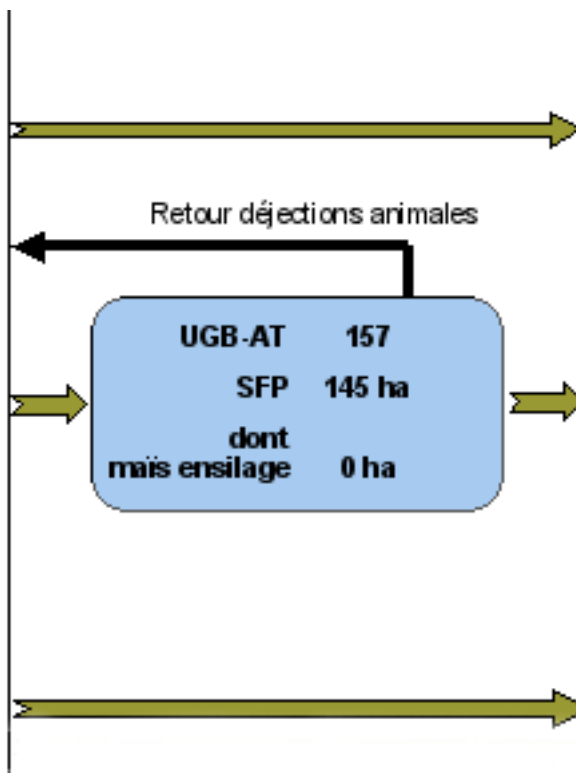 Retour déjections animales
UGB-AT 157
SFP 145 ha
dont
maïs ensilage 0 ha